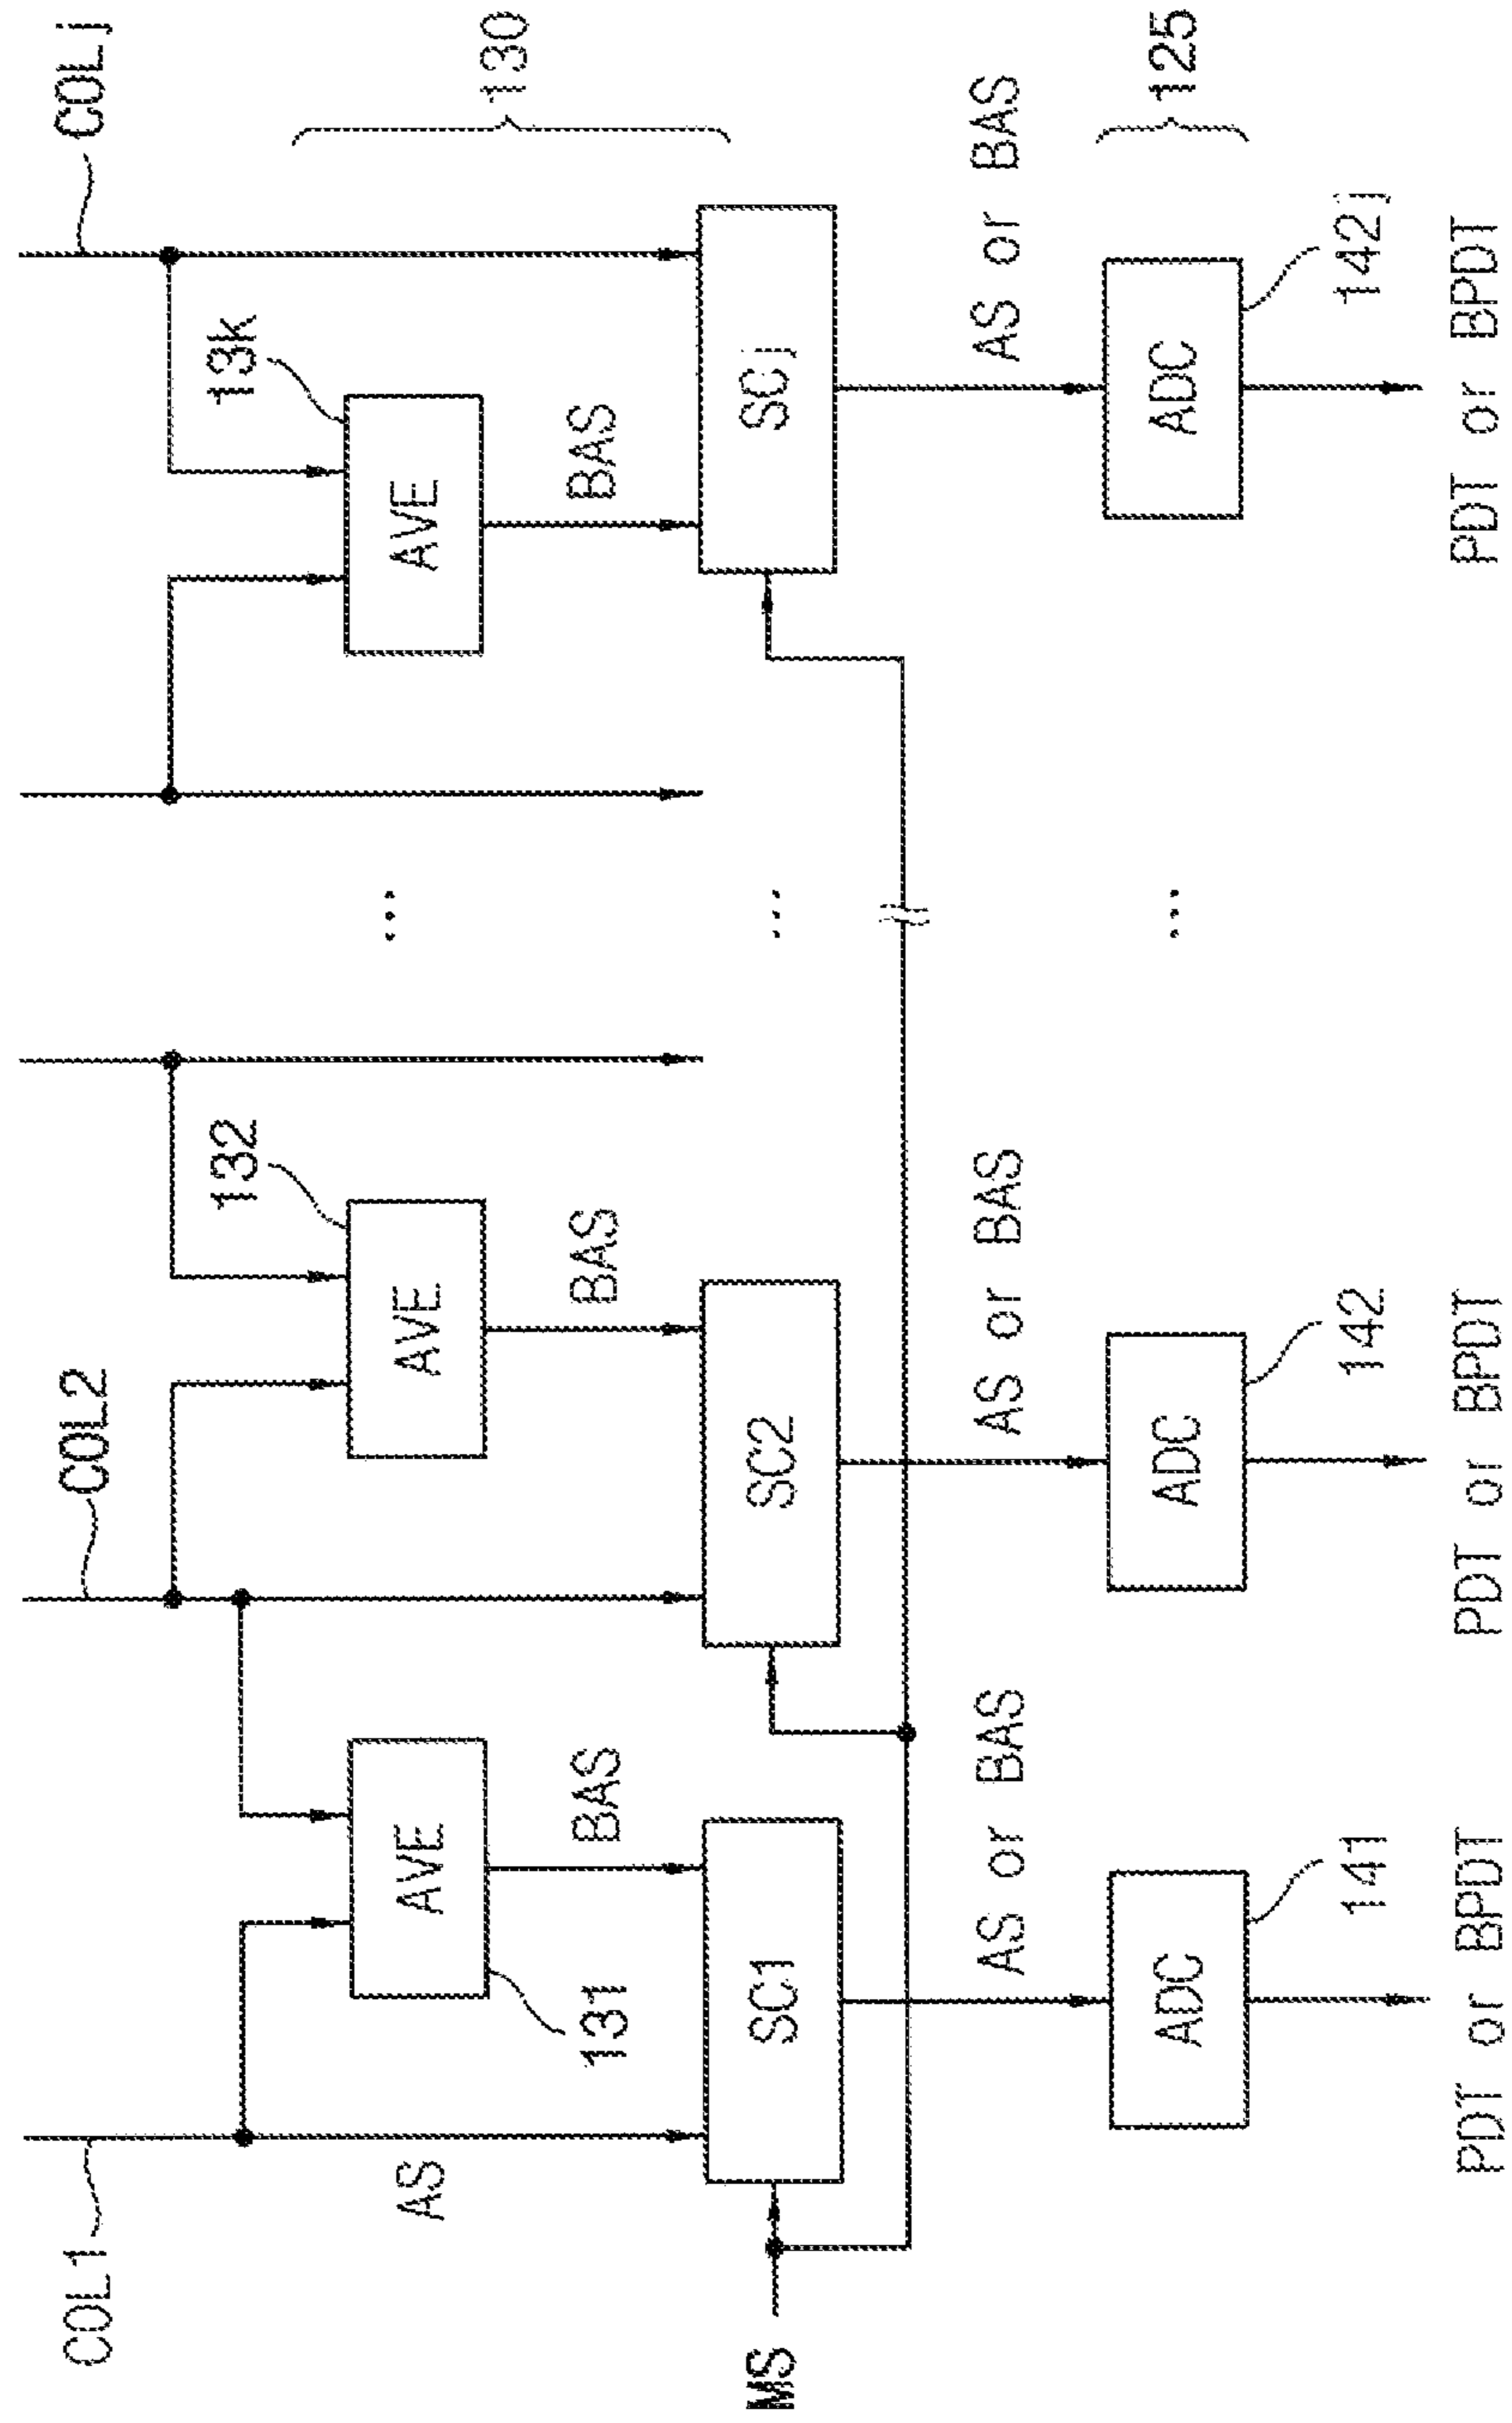 COL1
COL2
COLj
132
13k
130
AS
AVE
AVE
AVE
131
BAS
BAS
BAS
...
MS
SC1
SC2
...
SCj
AS or BAS
AS or BAS
AS or BAS
ADC
ADC
...
ADC
125
141
142
142j
PDT or BPDT
PDT or BPDT
PDT or BPDT